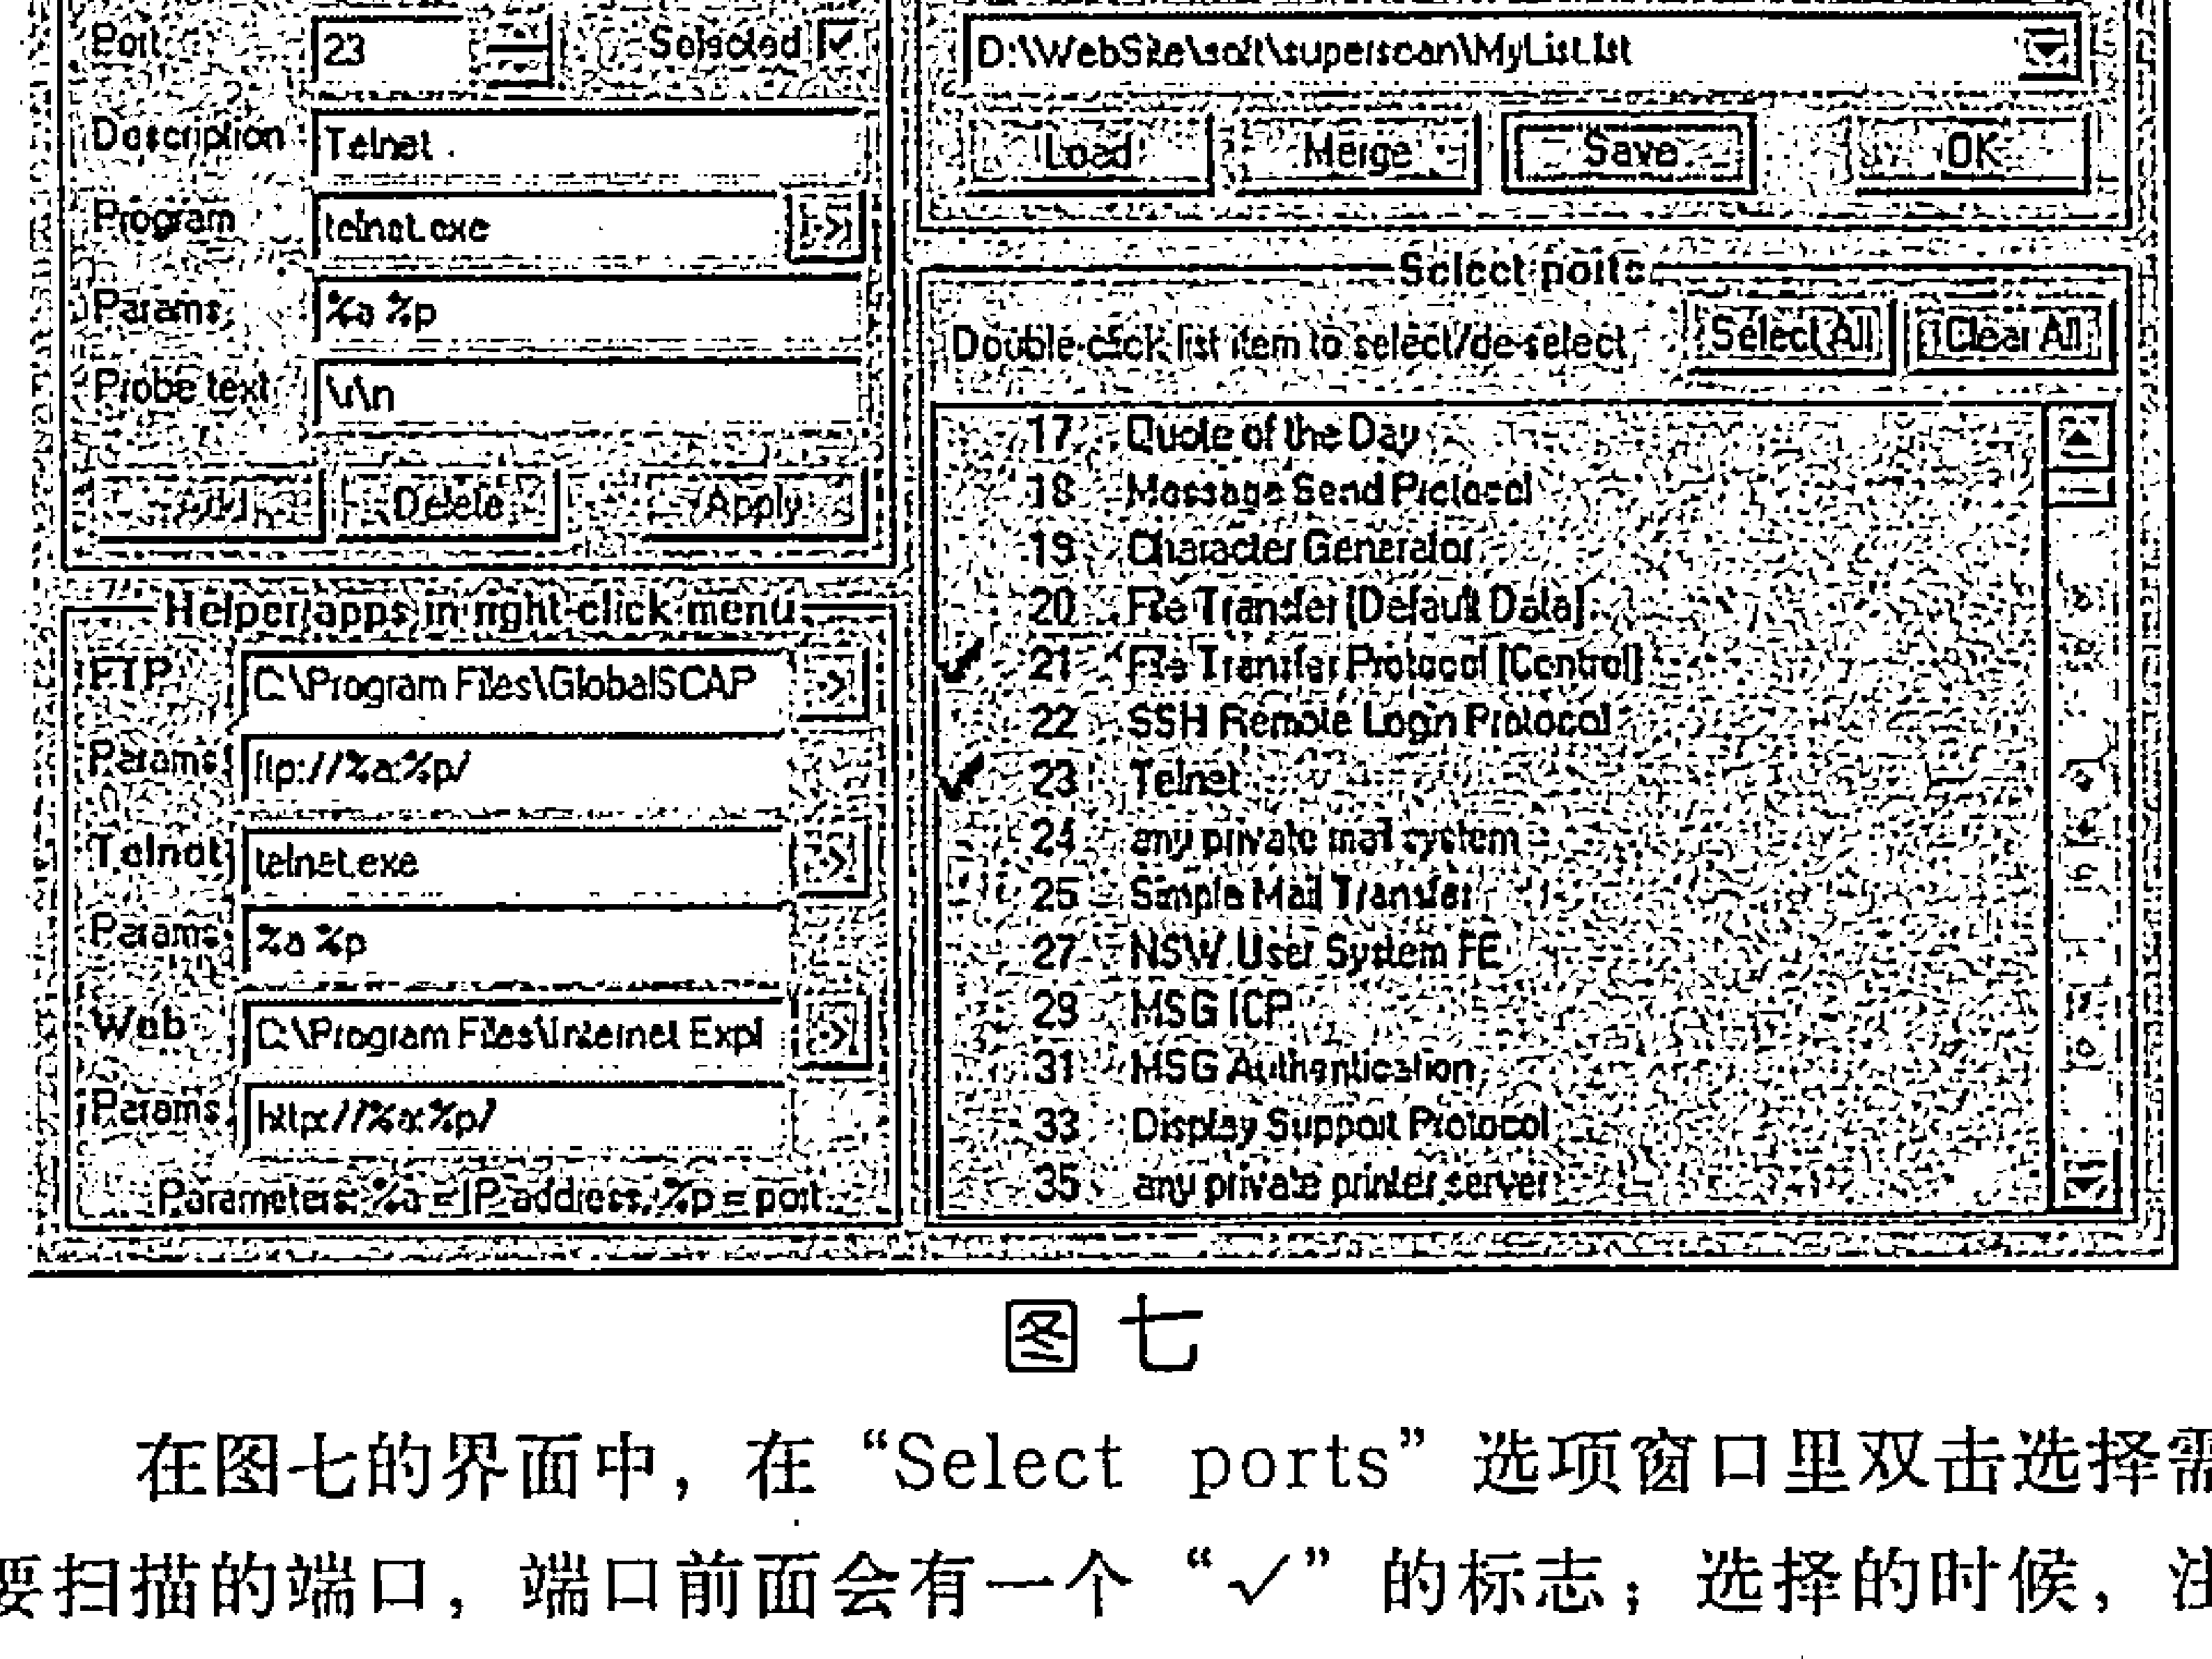 Port 23 Selected
Description Telnet
Program telnet.exe ->
Params %a %p
Probe text \r\n
Add Delete Apply
Helper apps in right-click menu
FTP C:\Program Files\GlobalSCAP ->
Params ftp://%a:%p/
Telnet telnet.exe ->
Params %a %p
Web C:\Program Files\Internet Expl ->
Params http://%a:%p/
Parameters: %a = IP address, %p = port
D:\WebSite\soft\superscan\MyList.lst
Load Merge Save OK
Select ports
Double-click list item to select/de-select Select All Clear All
17 Quote of the Day
18 Message Send Protocol
19 Character Generator
20 File Transfer [Default Data]
✓ 21 File Transfer Protocol [Control]
22 SSH Remote Login Protocol
✓ 23 Telnet
24 any private mail system
25 Simple Mail Transfer
27 NSW User System FE
29 MSG ICP
31 MSG Authentication
33 Display Support Protocol
35 any private printer server
图 七
在图七的界面中，在“Select ports”选项窗口里双击选择需
要扫描的端口，端口前面会有一个“✓”的标志；选择的时候，注